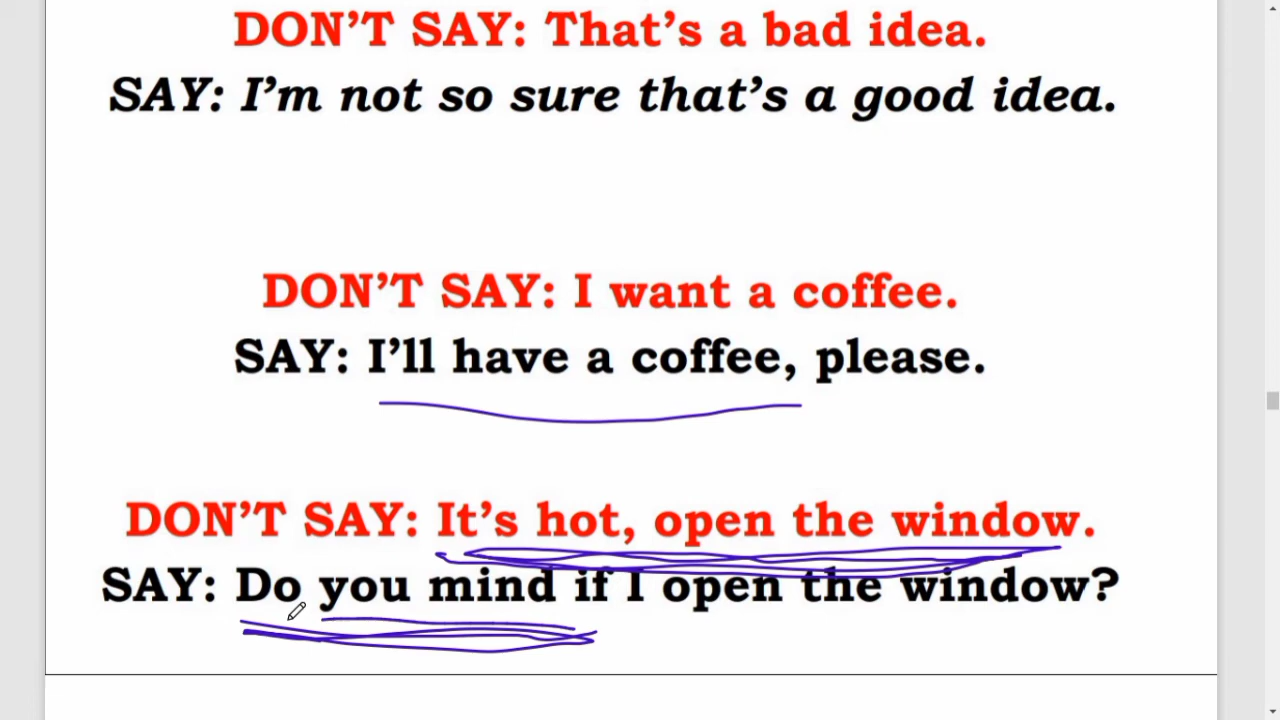 DON'T SAY: That's a bad idea.
SAY: I'm not so sure that's a good idea.
DON'T SAY: I want a coffee.
SAY: I'll have a coffee, please.
DON'T SAY: It's hot, open the window.
SAY: Do you mind if I open the window?